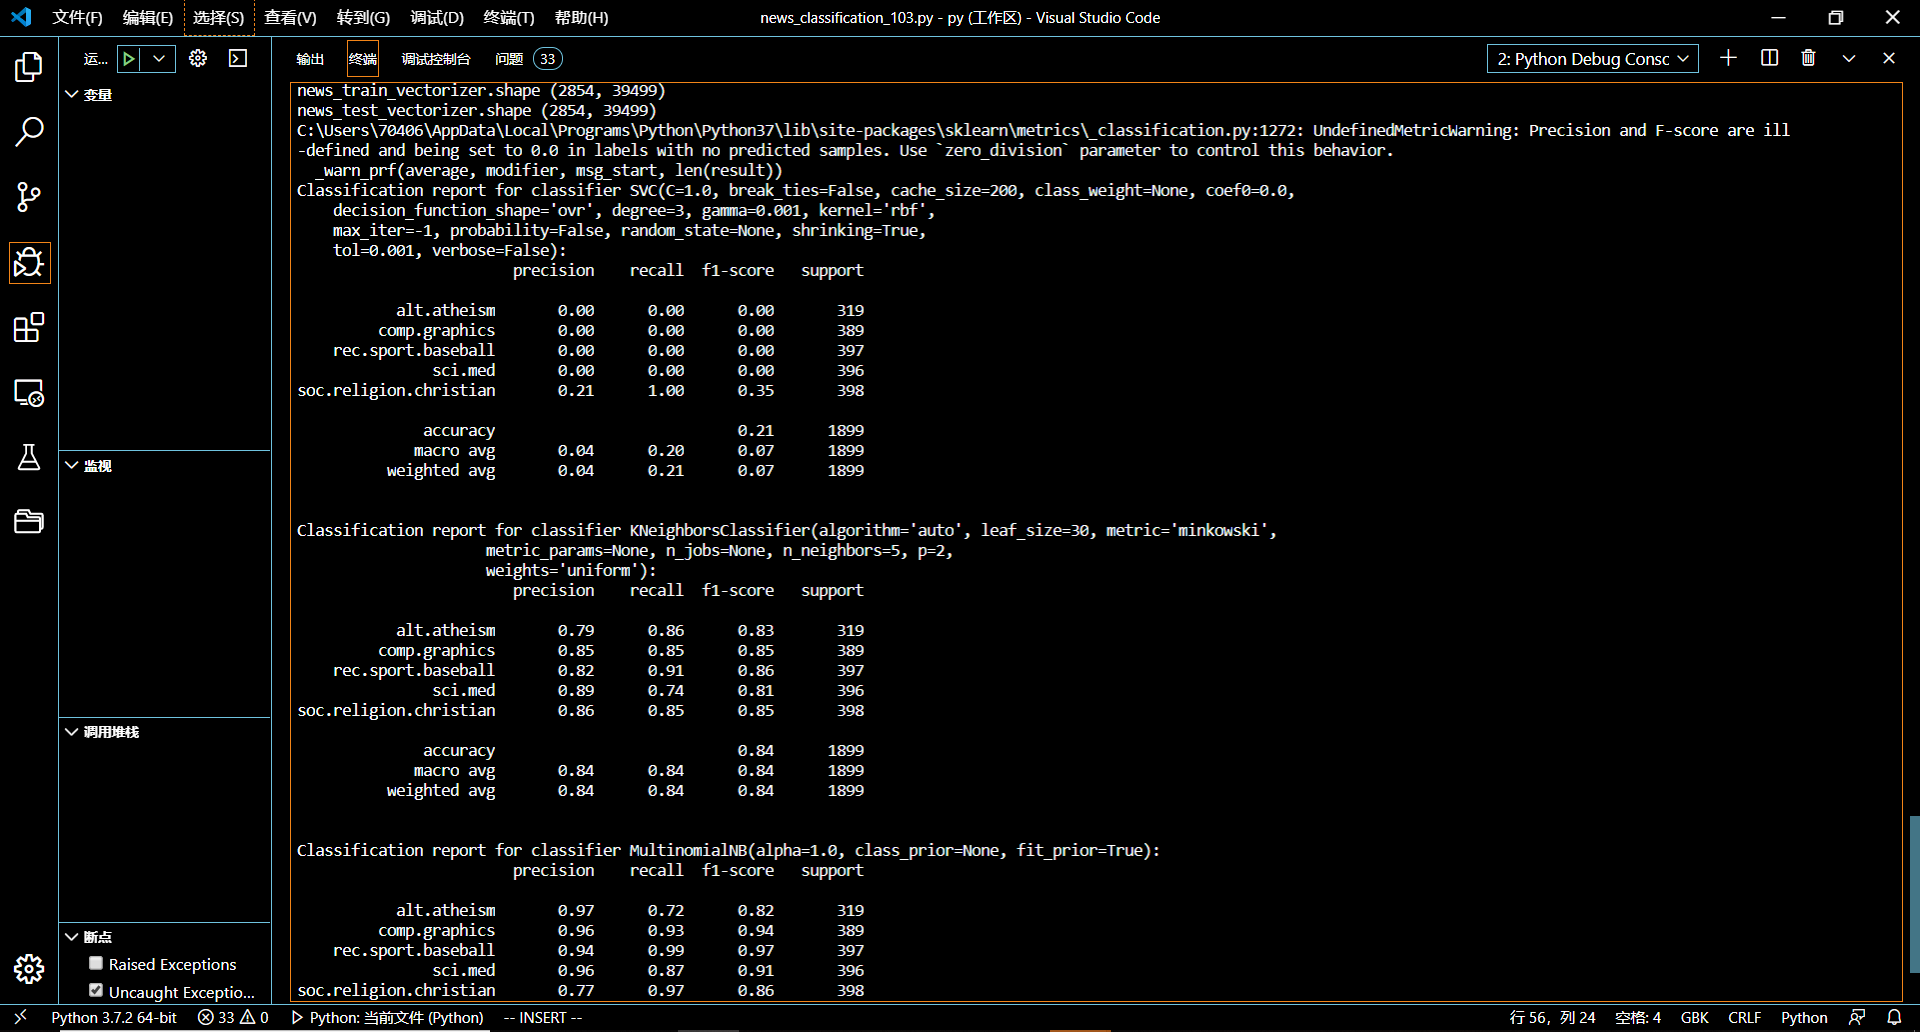 文件(F) 编辑(E) 选择(S) 查看(V) 转到(G) 调试(D) 终端(T) 帮助(H) news_classification_103.py - py (工作区) - Visual Studio Code
运... 输出 终端 调试控制台 问题 33 2: Python Debug Consc
变量
news_train_vectorizer.shape (2854, 39499)
news_test_vectorizer.shape (2854, 39499)
C:\Users\70406\AppData\Local\Programs\Python\Python37\lib\site-packages\sklearn\metrics\_classification.py:1272: UndefinedMetricWarning: Precision and F-score are ill
-defined and being set to 0.0 in labels with no predicted samples. Use `zero_division` parameter to control this behavior.
_warn_prf(average, modifier, msg_start, len(result))
Classification report for classifier SVC(C=1.0, break_ties=False, cache_size=200, class_weight=None, coef0=0.0,
decision_function_shape='ovr', degree=3, gamma=0.001, kernel='rbf',
max_iter=-1, probability=False, random_state=None, shrinking=True,
tol=0.001, verbose=False):
precision recall f1-score support
alt.atheism 0.00 0.00 0.00 319
comp.graphics 0.00 0.00 0.00 389
rec.sport.baseball 0.00 0.00 0.00 397
sci.med 0.00 0.00 0.00 396
soc.religion.christian 0.21 1.00 0.35 398
accuracy 0.21 1899
macro avg 0.04 0.20 0.07 1899
weighted avg 0.04 0.21 0.07 1899
监视
Classification report for classifier KNeighborsClassifier(algorithm='auto', leaf_size=30, metric='minkowski',
metric_params=None, n_jobs=None, n_neighbors=5, p=2,
weights='uniform'):
precision recall f1-score support
alt.atheism 0.79 0.86 0.83 319
comp.graphics 0.85 0.85 0.85 389
rec.sport.baseball 0.82 0.91 0.86 397
sci.med 0.89 0.74 0.81 396
soc.religion.christian 0.86 0.85 0.85 398
调用堆栈
accuracy 0.84 1899
macro avg 0.84 0.84 0.84 1899
weighted avg 0.84 0.84 0.84 1899
Classification report for classifier MultinomialNB(alpha=1.0, class_prior=None, fit_prior=True):
precision recall f1-score support
alt.atheism 0.97 0.72 0.82 319
comp.graphics 0.96 0.93 0.94 389
rec.sport.baseball 0.94 0.99 0.97 397
sci.med 0.96 0.87 0.91 396
soc.religion.christian 0.77 0.97 0.86 398
断点
Raised Exceptions
Uncaught Exceptio...
Python 3.7.2 64-bit 33 0 Python: 当前文件 (Python) -- INSERT -- 行 56, 列 24 空格: 4 GBK CRLF Python